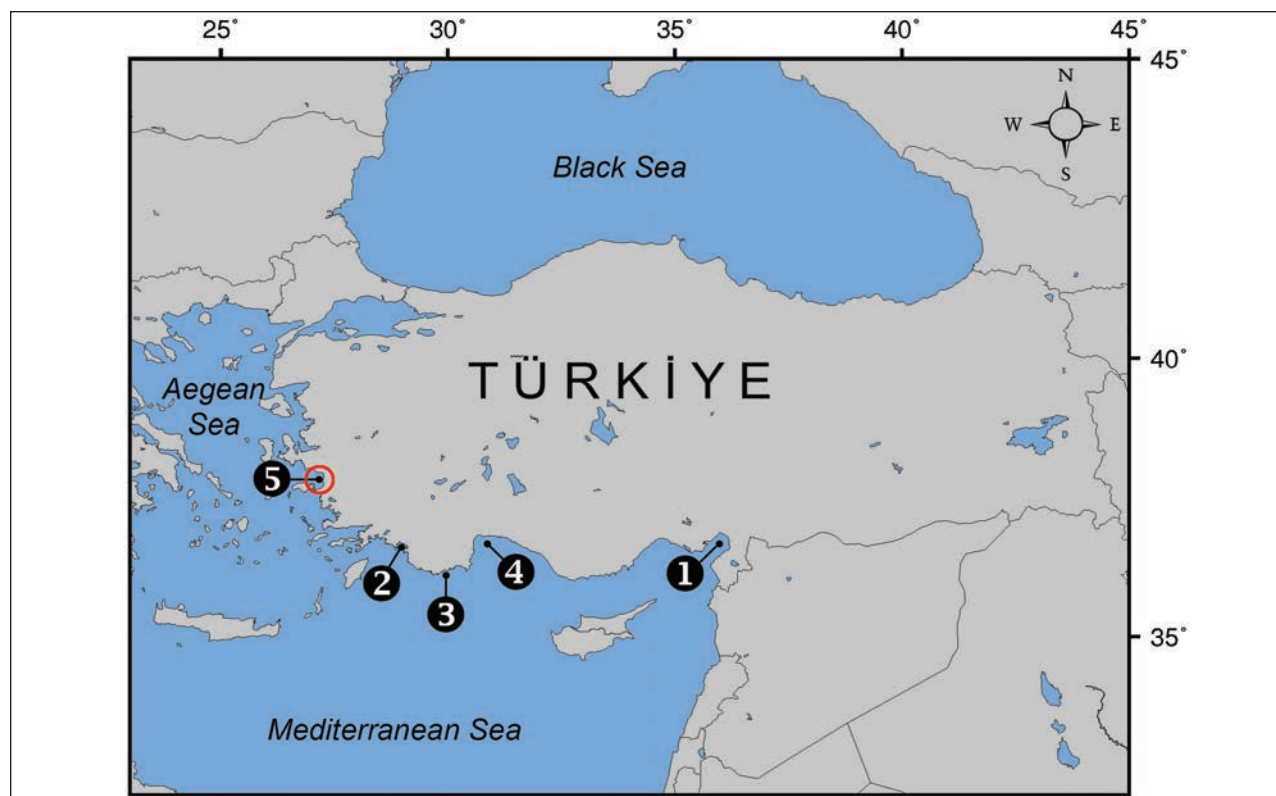 25° 30° 35° 40° 45°
45°
N
W E
S
Black Sea
40°
TÜRKİYE
Aegean
Sea
5
4
1
2
3
35°
Mediterranean Sea